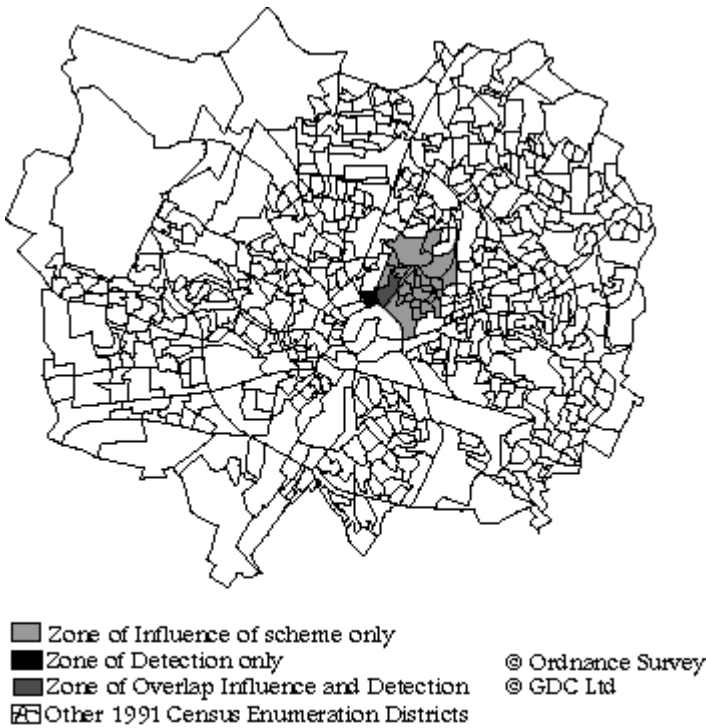 Zone of Influence of scheme only
Zone of Detection only
Zone of Overlap Influence and Detection
Other 1991 Census Enumeration Districts
© Ordnance Survey
© GDC Ltd